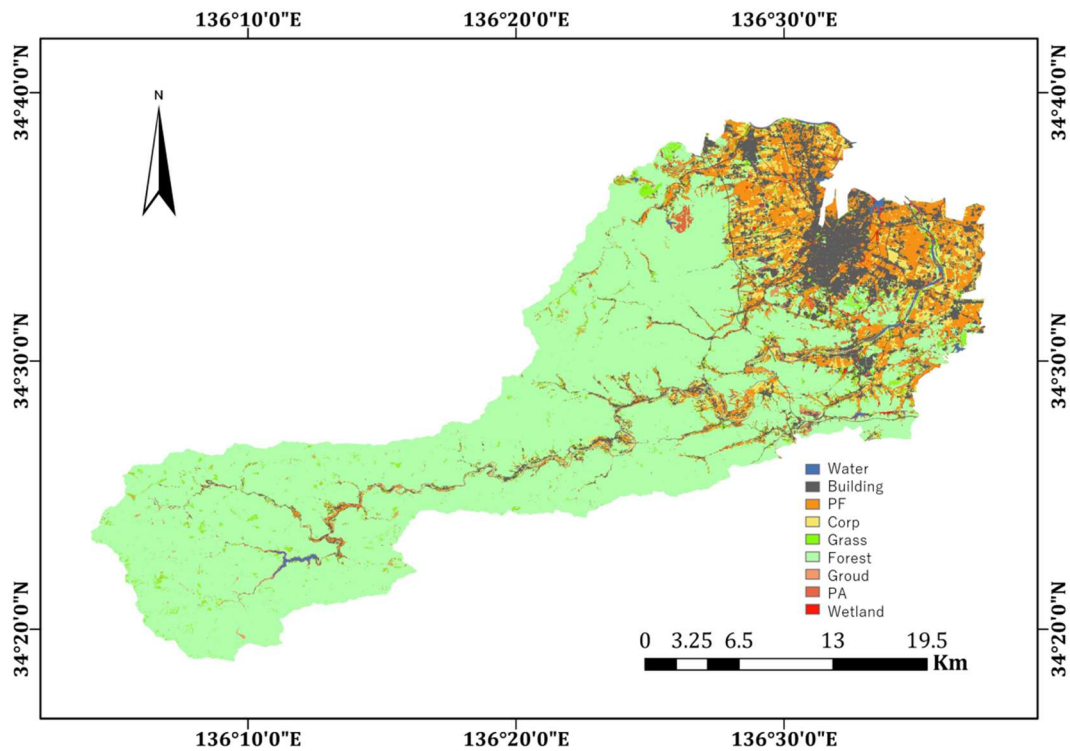 136°10'0"E 136°20'0"E 136°30'0"E
N
34°40'0"N 34°40'0"N
34°30'0"N 34°30'0"N
34°20'0"N 34°20'0"N
Water
Building
PF
Corp
Grass
Forest
Groud
PA
Wetland
0 3.25 6.5 13 19.5
Km
136°10'0"E 136°20'0"E 136°30'0"E